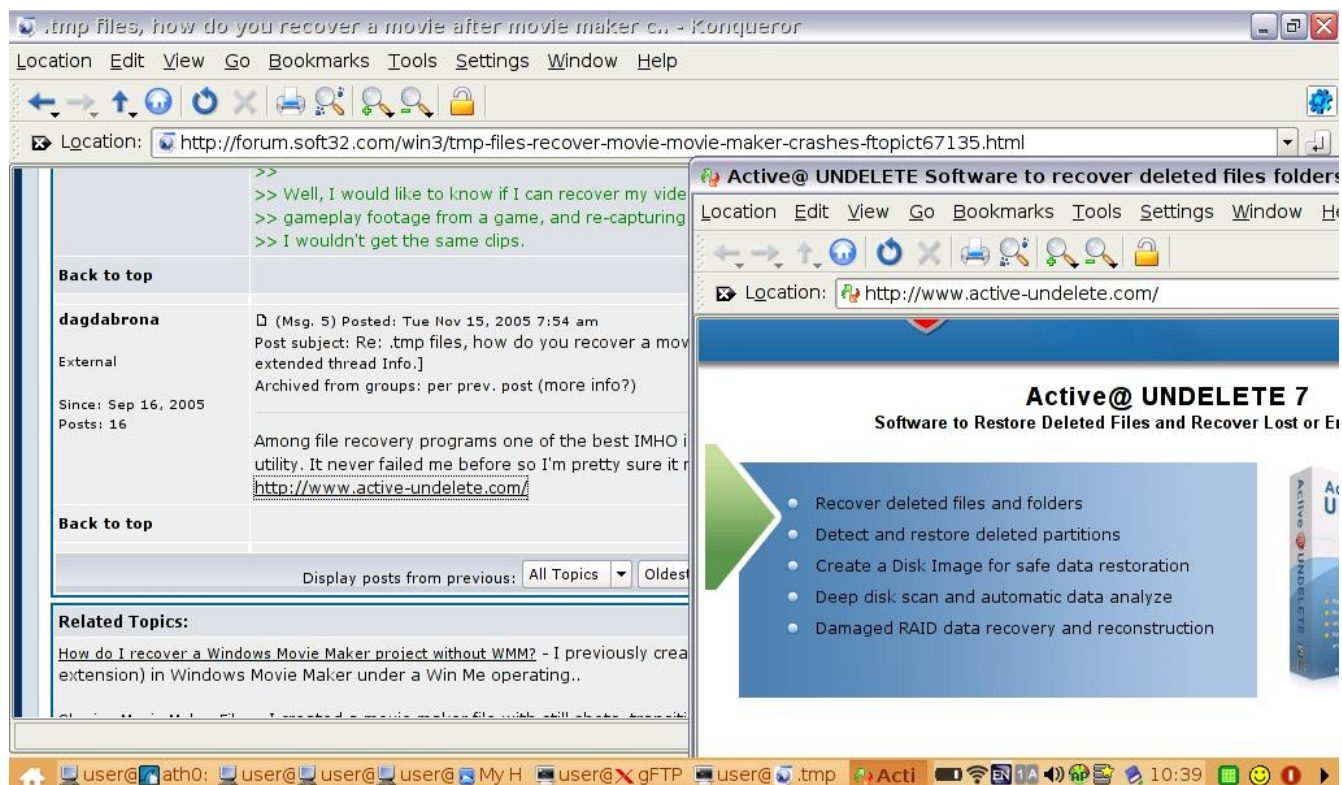 .tmp files, how do you recover a movie after movie maker c.. - Konqueror
Location Edit View Go Bookmarks Tools Settings Window Help
Location: http://forum.soft32.com/win3/tmp-files-recover-movie-movie-maker-crashes-ftopict67135.html
>>
>> Well, I would like to know if I can recover my vide
>> gameplay footage from a game, and re-capturing
>> I wouldn't get the same clips.
Back to top
dagdabrona
External
Since: Sep 16, 2005
Posts: 16
(Msg. 5) Posted: Tue Nov 15, 2005 7:54 am
Post subject: Re: .tmp files, how do you recover a mov
extended thread Info.]
Archived from groups: per prev. post (more info?)
Among file recovery programs one of the best IMHO i
utility. It never failed me before so I'm pretty sure it
http://www.active-undelete.com/
Back to top
Display posts from previous: All Topics Oldest
Related Topics:
How do I recover a Windows Movie Maker project without WMM? - I previously crea
extension) in Windows Movie Maker under a Win Me operating..
Active@ UNDELETE Software to recover deleted files folders
Location Edit View Go Bookmarks Tools Settings Window He
Location: http://www.active-undelete.com/
Active@ UNDELETE 7
Software to Restore Deleted Files and Recover Lost or Er
Recover deleted files and folders
Detect and restore deleted partitions
Create a Disk Image for safe data restoration
Deep disk scan and automatic data analyze
Damaged RAID data recovery and reconstruction
Active@ UNDELETE
Ac
U
user@ ath0: user@ user@ user@ My H user@ gFTP user@ .tmp Acti EN 1A AP 10:39